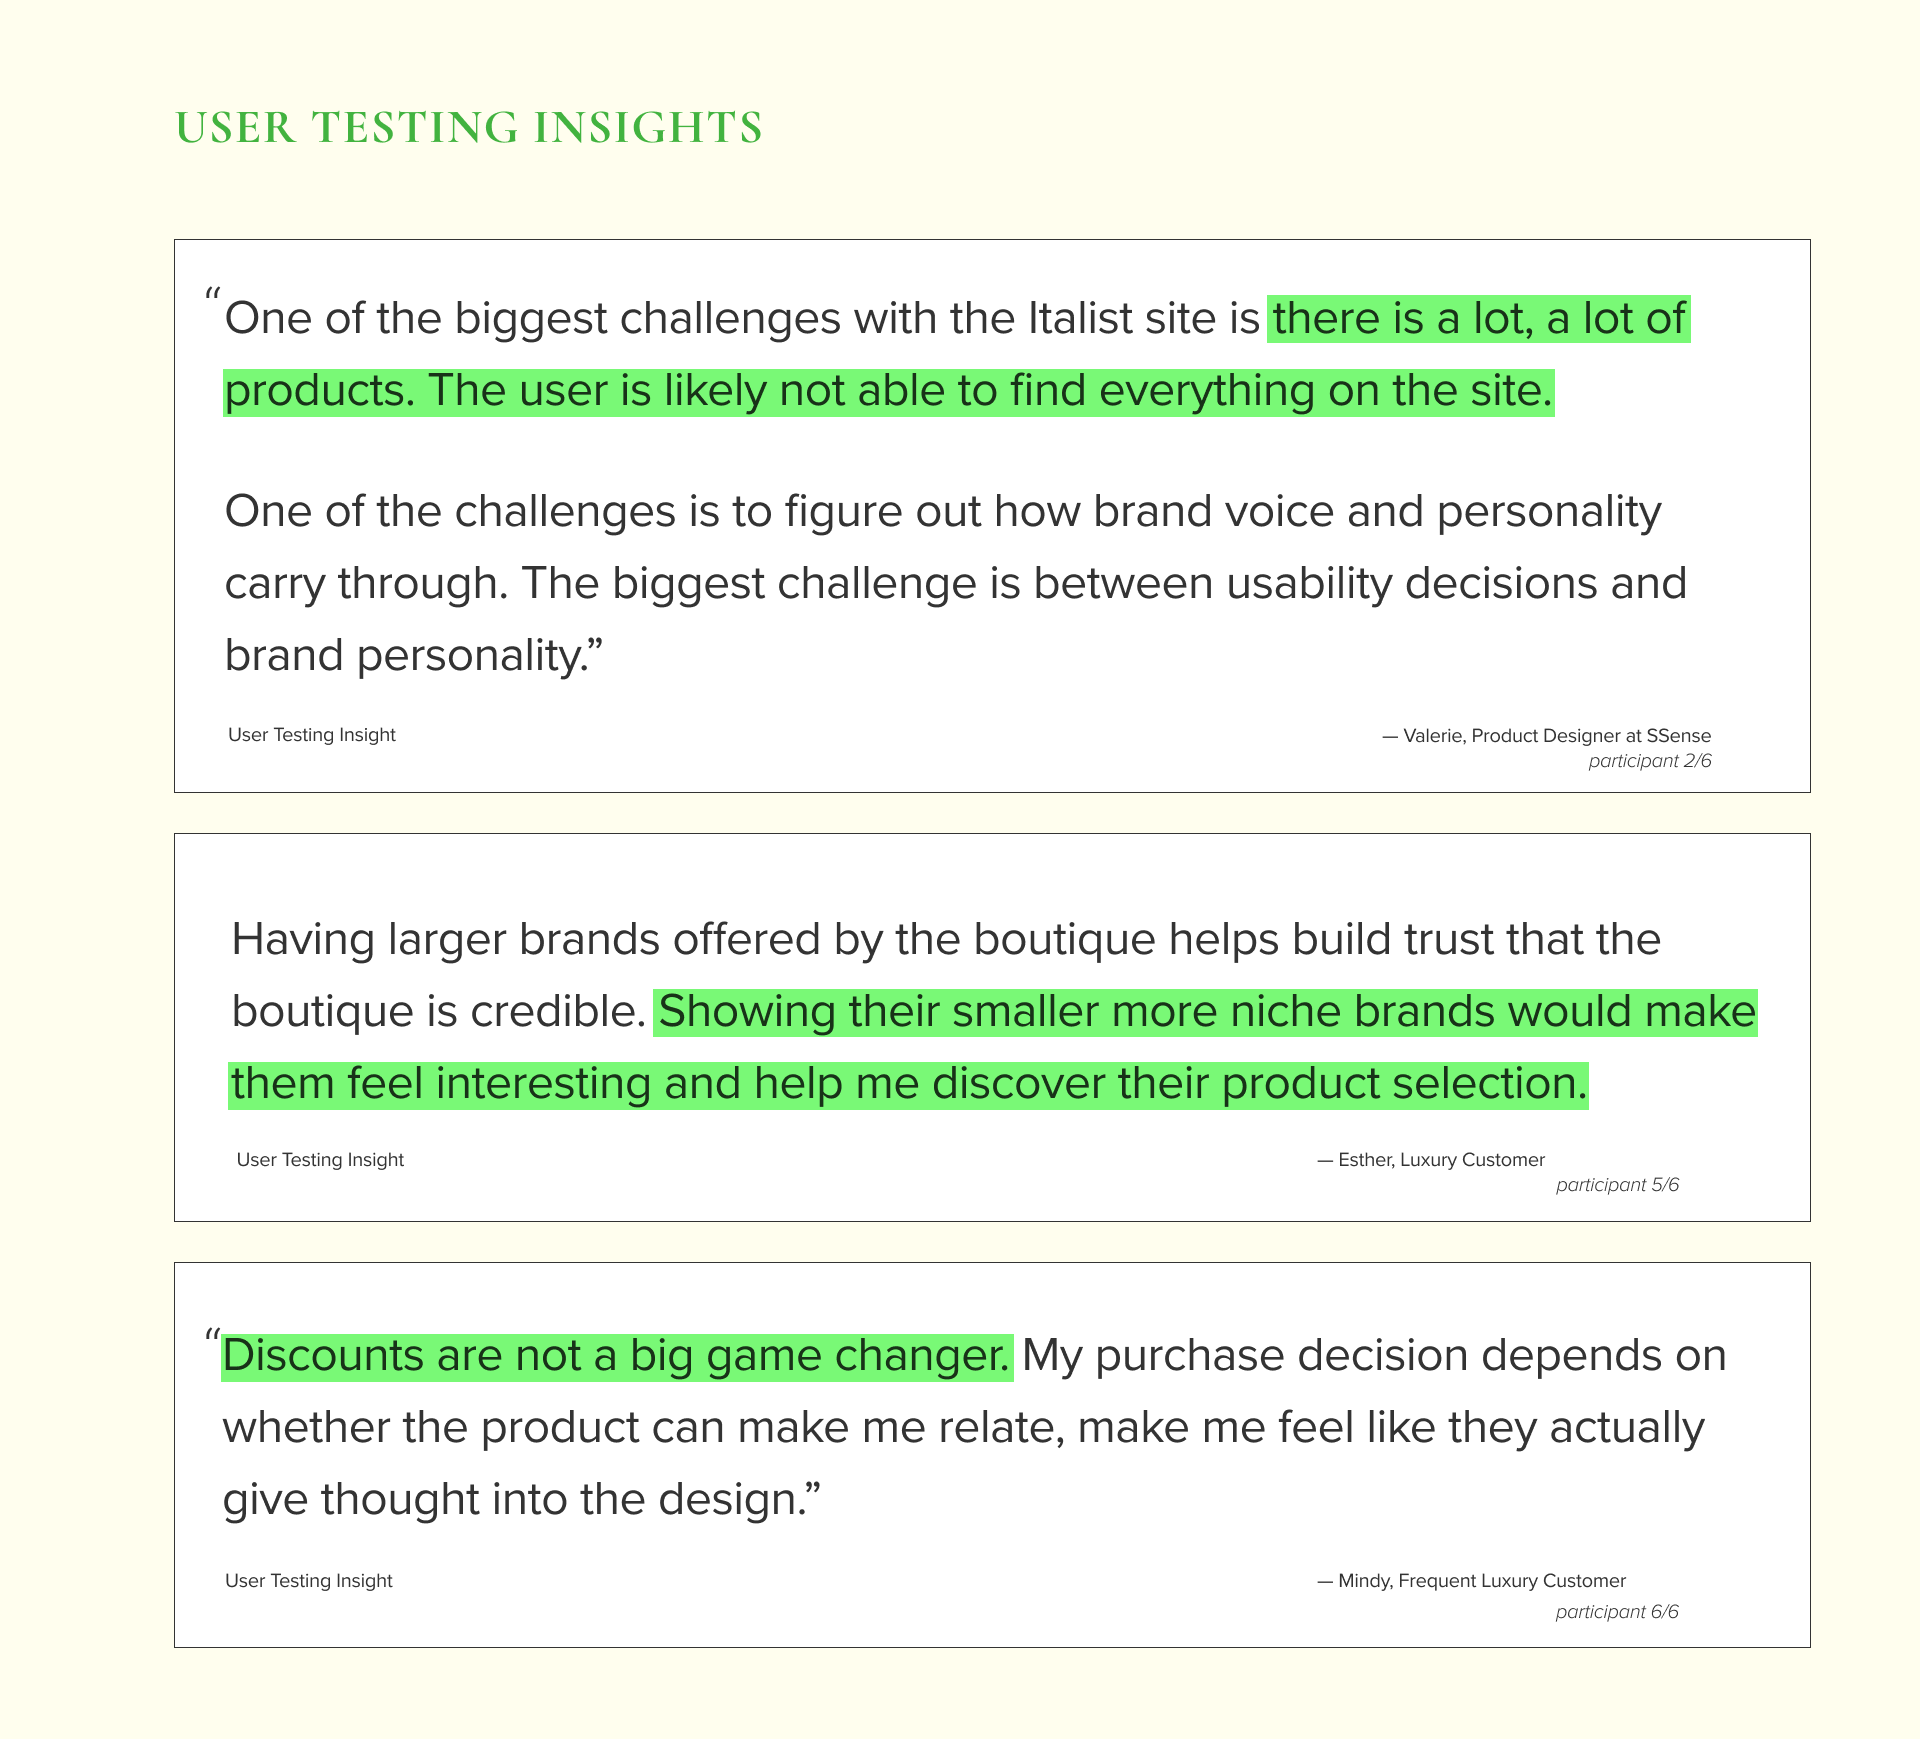 USER TESTING INSIGHTS
“One of the biggest challenges with the Italist site is there is a lot, a lot of
products. The user is likely not able to find everything on the site.
One of the challenges is to figure out how brand voice and personality
carry through. The biggest challenge is between usability decisions and
brand personality.”
User Testing Insight
— Valerie, Product Designer at SSense
participant 2/6
Having larger brands offered by the boutique helps build trust that the
boutique is credible. Showing their smaller more niche brands would make
them feel interesting and help me discover their product selection.
User Testing Insight
— Esther, Luxury Customer
participant 5/6
“Discounts are not a big game changer. My purchase decision depends on
whether the product can make me relate, make me feel like they actually
give thought into the design.”
User Testing Insight
— Mindy, Frequent Luxury Customer
participant 6/6